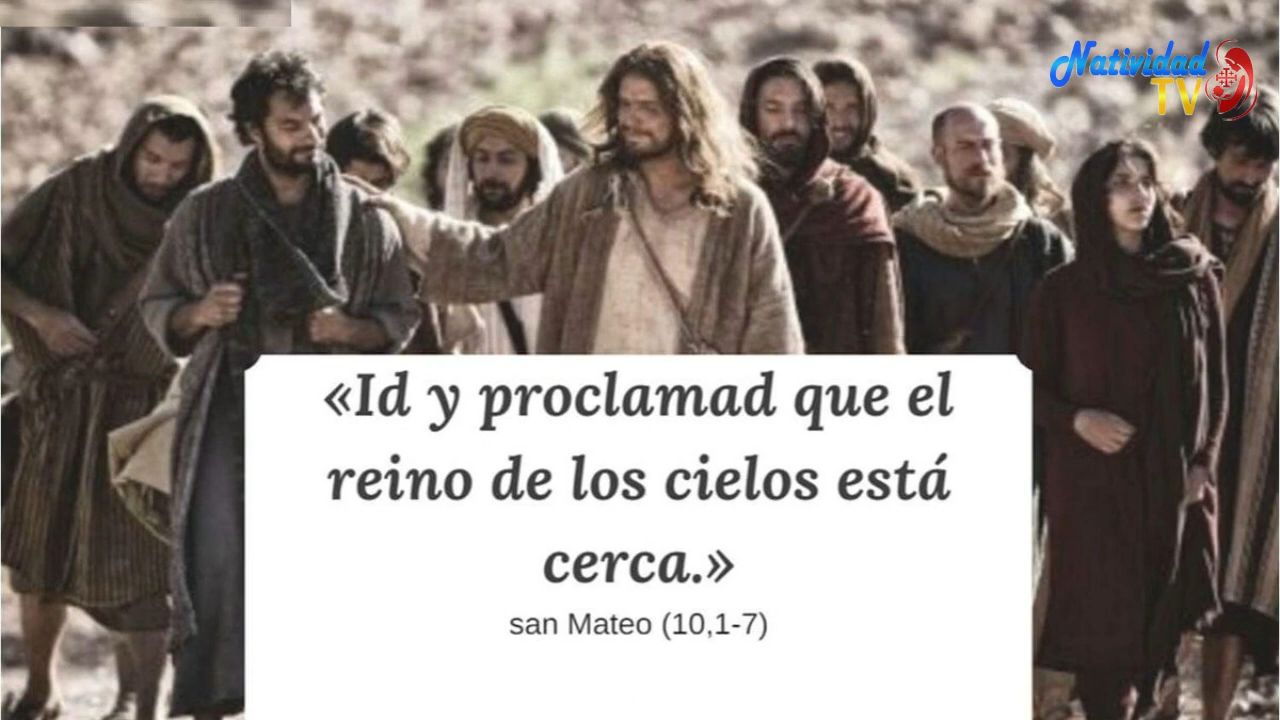 Natividad
TV
«Id y proclamad que el
reino de los cielos está
cerca.»
san Mateo (10,1-7)